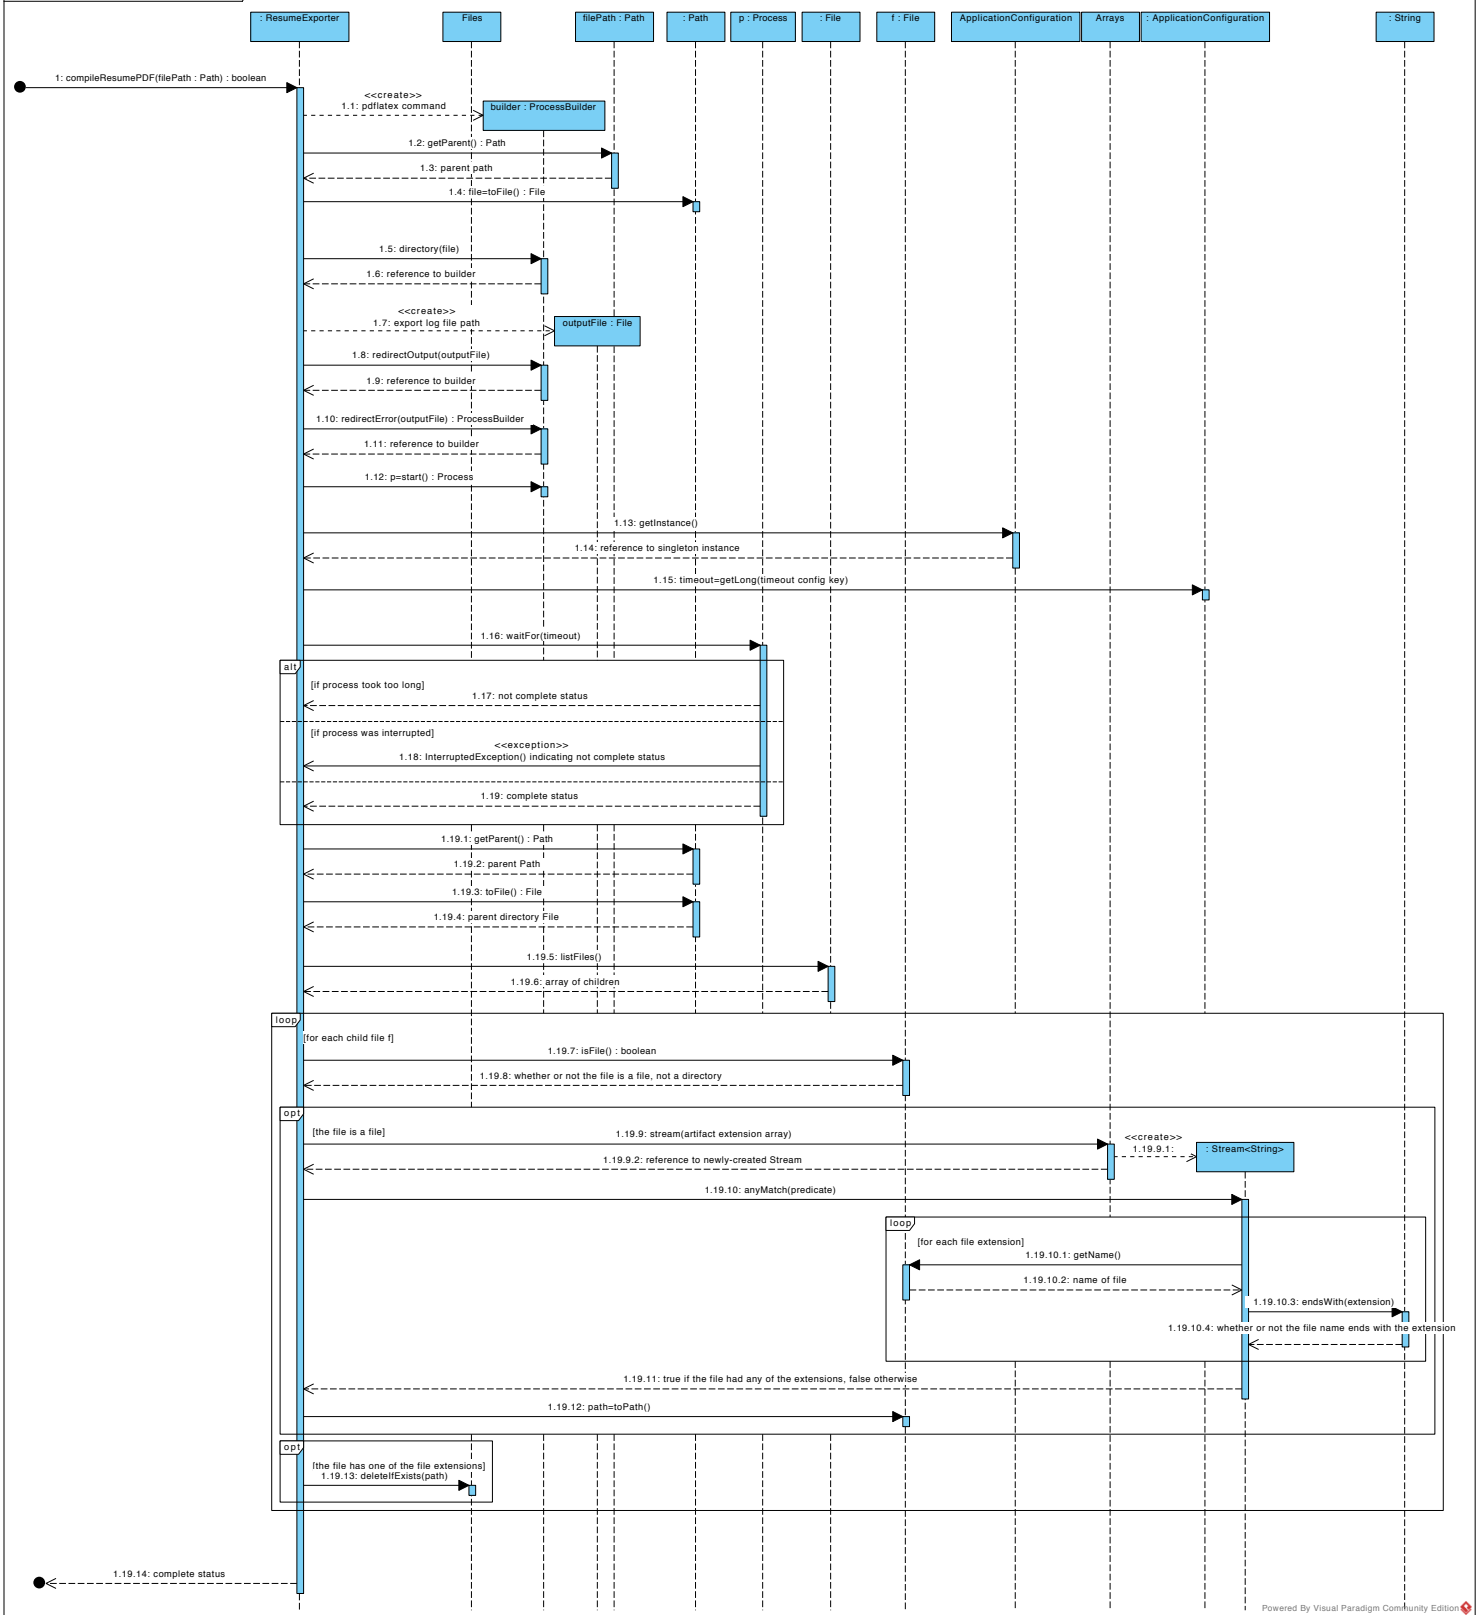 : ResumeExporter
Files
filePath : Path
: Path
p : Process
: File
f : File
ApplicationConfiguration
Arrays
: ApplicationConfiguration
: String
1: compileResumePDF(filePath : Path) : boolean
<<create>>
1.1: pdflatex command
builder : ProcessBuilder
1.2: getParent() : Path
1.3: parent path
1.4: file=toFile() : File
1.5: directory(file)
1.6: reference to builder
<<create>>
1.7: export log file path
outputFile : File
1.8: redirectOutput(outputFile)
1.9: reference to builder
1.10: redirectError(outputFile) : ProcessBuilder
1.11: reference to builder
1.12: p=start() : Process
1.13: getInstance()
1.14: reference to singleton instance
1.15: timeout=getLong(timeout config key)
1.16: waitFor(timeout)
alt
[if process took too long]
1.17: not complete status
[if process was interrupted]
<<exception>>
1.18: InterruptedException() indicating not complete status
1.19: complete status
1.19.1: getParent() : Path
1.19.2: parent Path
1.19.3: toFile() : File
1.19.4: parent directory File
1.19.5: listFiles()
1.19.6: array of children
loop
[for each child file f]
1.19.7: isFile() : boolean
1.19.8: whether or not the file is a file, not a directory
opt
[the file is a file]
1.19.9: stream(artifact extension array)
<<create>>
1.19.9.1:
: Stream<String>
1.19.9.2: reference to newly-created Stream
1.19.10: anyMatch(predicate)
loop
[for each file extension]
1.19.10.1: getName()
1.19.10.2: name of file
1.19.10.3: endsWith(extension)
1.19.10.4: whether or not the file name ends with the extension
1.19.11: true if the file had any of the extensions, false otherwise
1.19.12: path=toPath()
opt
[the file has one of the file extensions]
1.19.13: deleteIfExists(path)
1.19.14: complete status
Powered By Visual Paradigm Community Edition